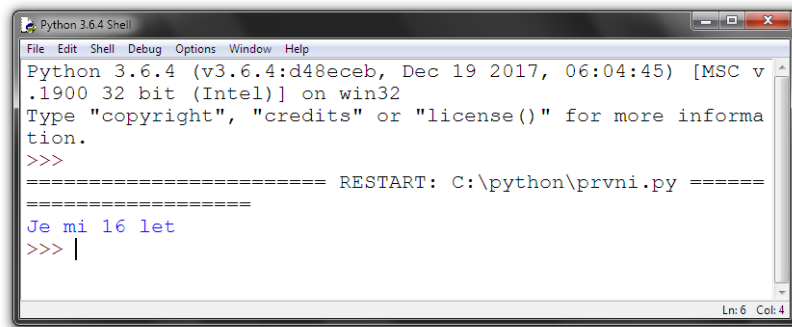 Python 3.6.4 Shell
File Edit Shell Debug Options Window Help
Python 3.6.4 (v3.6.4:d48eceb, Dec 19 2017, 06:04:45) [MSC v
.1900 32 bit (Intel)] on win32
Type "copyright", "credits" or "license()" for more informa
tion.
>>>
======================== RESTART: C:\python\prvni.py ======
==================
Je mi 16 let
>>>
Ln: 6 Col: 4